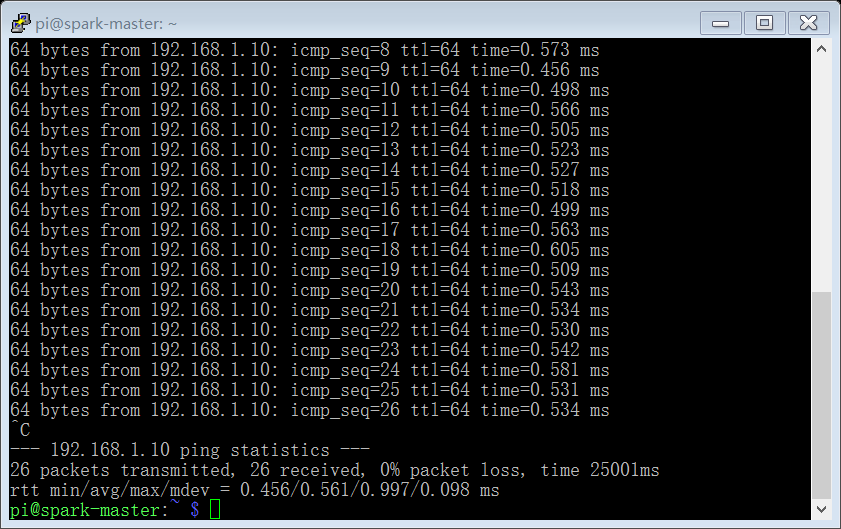 pi@spark-master: ~
64 bytes from 192.168.1.10: icmp_seq=8 ttl=64 time=0.573 ms
64 bytes from 192.168.1.10: icmp_seq=9 ttl=64 time=0.456 ms
64 bytes from 192.168.1.10: icmp_seq=10 ttl=64 time=0.498 ms
64 bytes from 192.168.1.10: icmp_seq=11 ttl=64 time=0.566 ms
64 bytes from 192.168.1.10: icmp_seq=12 ttl=64 time=0.505 ms
64 bytes from 192.168.1.10: icmp_seq=13 ttl=64 time=0.523 ms
64 bytes from 192.168.1.10: icmp_seq=14 ttl=64 time=0.527 ms
64 bytes from 192.168.1.10: icmp_seq=15 ttl=64 time=0.518 ms
64 bytes from 192.168.1.10: icmp_seq=16 ttl=64 time=0.499 ms
64 bytes from 192.168.1.10: icmp_seq=17 ttl=64 time=0.563 ms
64 bytes from 192.168.1.10: icmp_seq=18 ttl=64 time=0.605 ms
64 bytes from 192.168.1.10: icmp_seq=19 ttl=64 time=0.509 ms
64 bytes from 192.168.1.10: icmp_seq=20 ttl=64 time=0.543 ms
64 bytes from 192.168.1.10: icmp_seq=21 ttl=64 time=0.534 ms
64 bytes from 192.168.1.10: icmp_seq=22 ttl=64 time=0.530 ms
64 bytes from 192.168.1.10: icmp_seq=23 ttl=64 time=0.542 ms
64 bytes from 192.168.1.10: icmp_seq=24 ttl=64 time=0.581 ms
64 bytes from 192.168.1.10: icmp_seq=25 ttl=64 time=0.531 ms
64 bytes from 192.168.1.10: icmp_seq=26 ttl=64 time=0.534 ms
^C
--- 192.168.1.10 ping statistics ---
26 packets transmitted, 26 received, 0% packet loss, time 25001ms
rtt min/avg/max/mdev = 0.456/0.561/0.997/0.098 ms
pi@spark-master:~ $